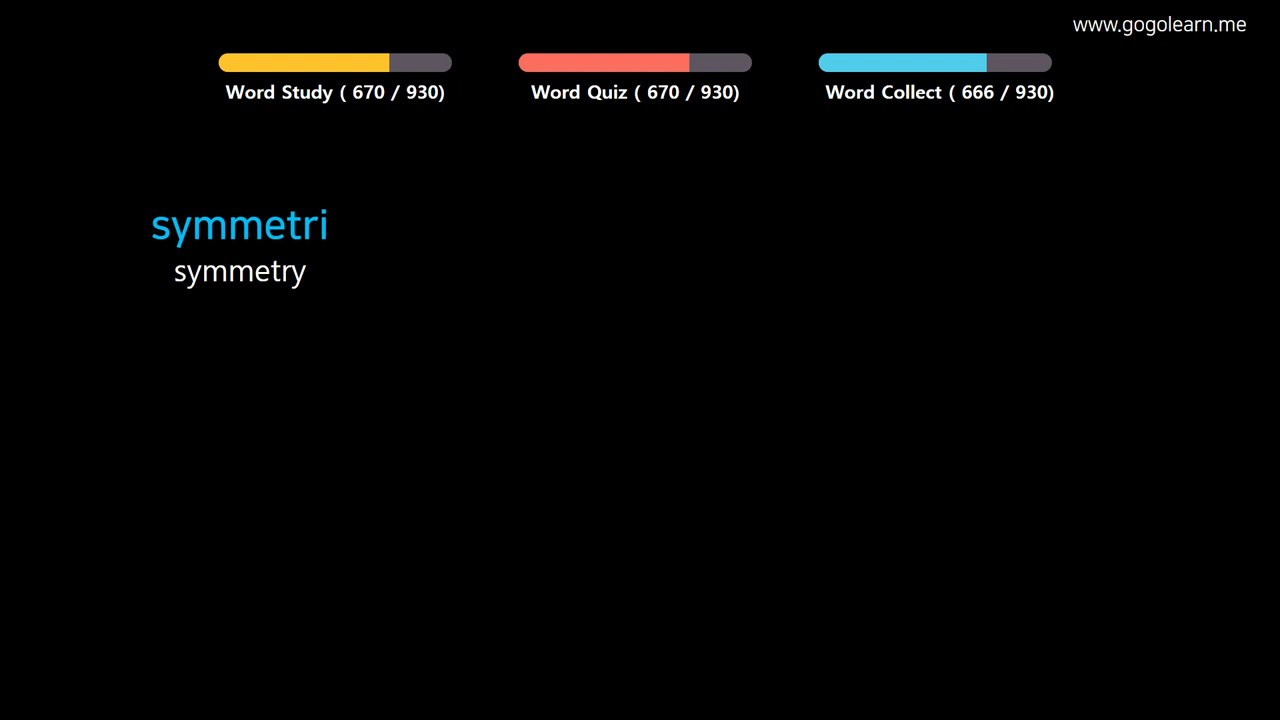 www.gogolearn.me
Word Study ( 670 / 930)
Word Quiz ( 670 / 930)
Word Collect ( 666 / 930)
symmetri
symmetry